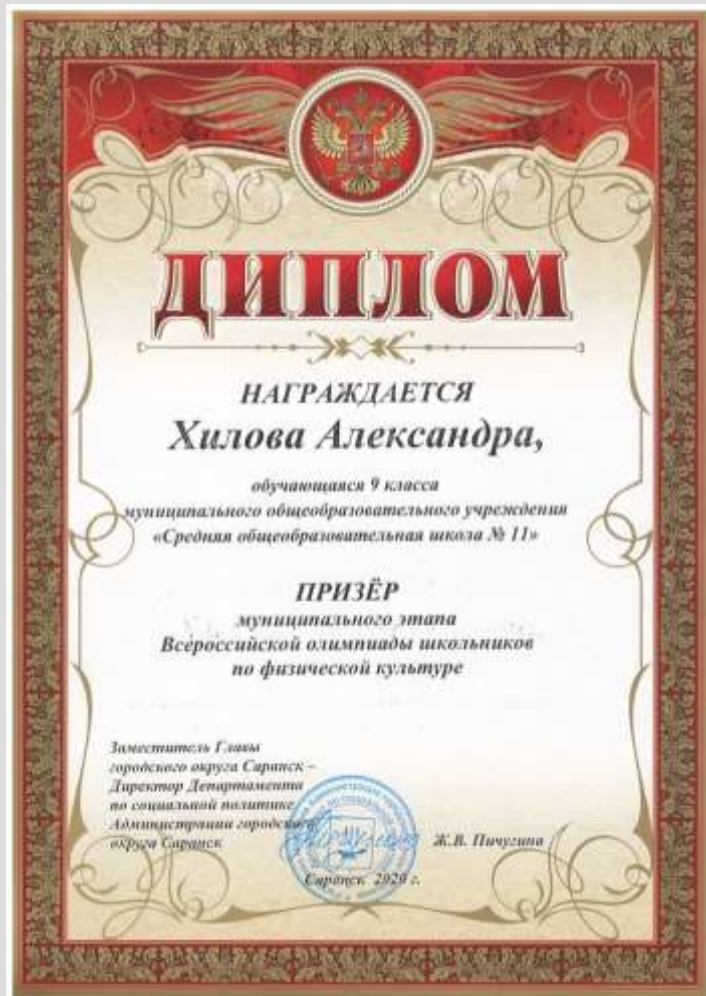 ДИПЛОМ
НАГРАЖДАЕТСЯ
Хилова Александра,
обучающаяся 9 класса
муниципального общеобразовательного учреждения
«Средняя общеобразовательная школа № 11»
ПРИЗЁР
муниципального этапа
Всероссийской олимпиады школьников
по физической культуре
Заместитель Главы
городского округа Саранск –
Директор Департамента
по социальной политике
Администрации городского
округа Саранск
Ж.В. Пичугина
Саранск 2020 г.